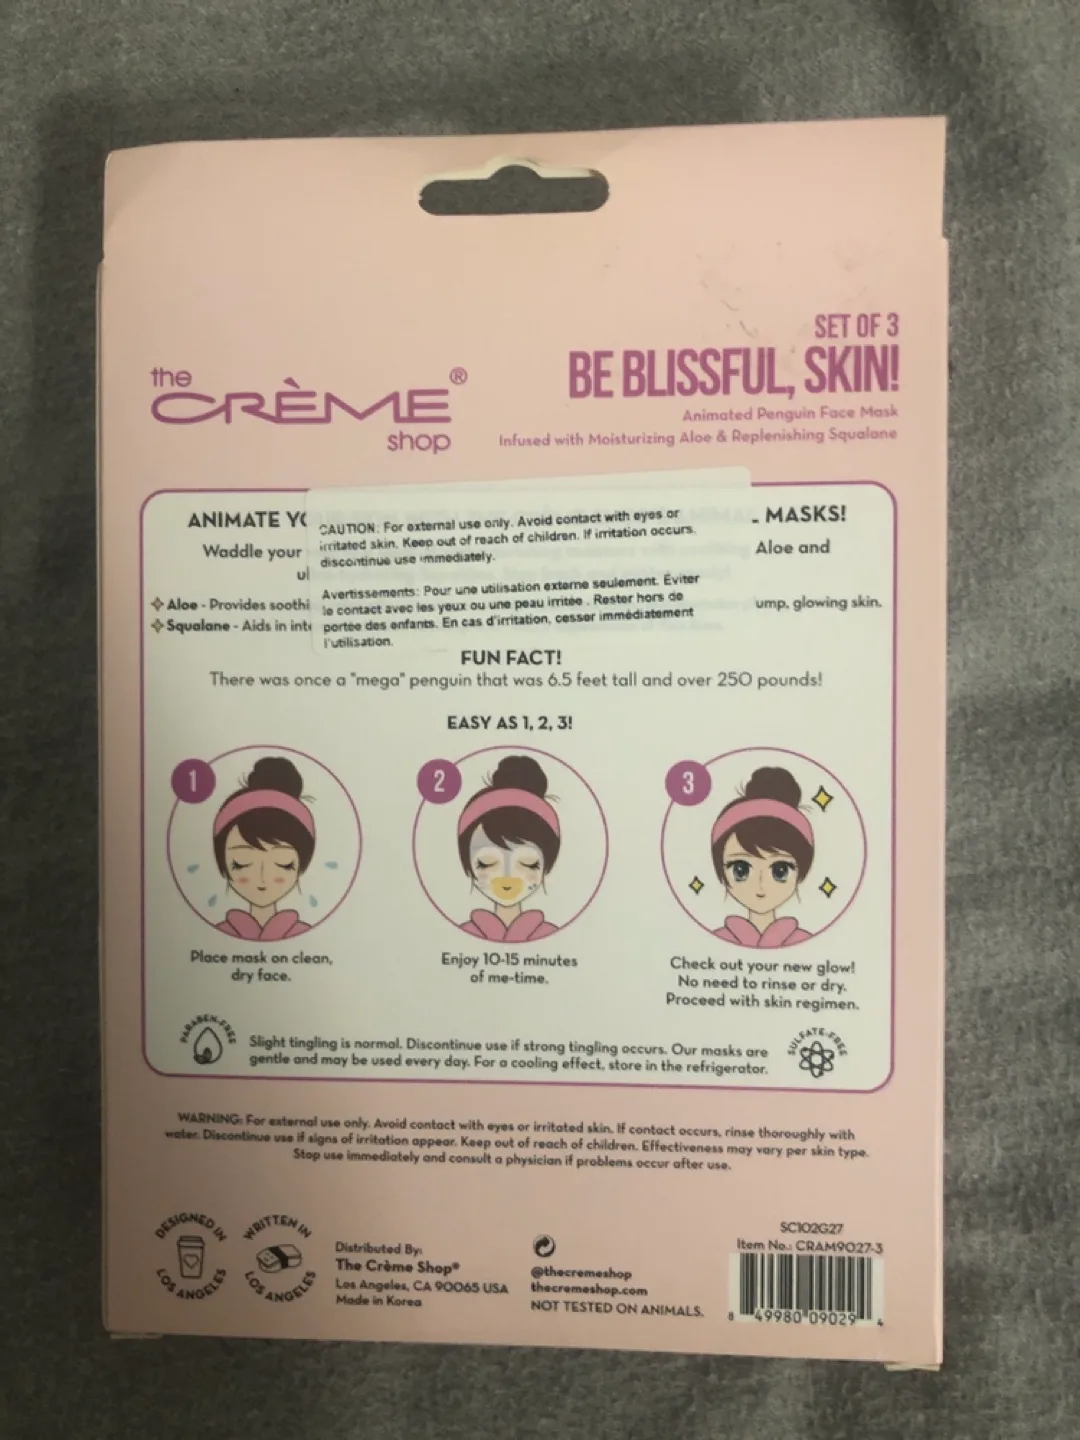 SET OF 3
BE BLISSFUL, SKIN!
Animated Penguin Face Mask
Infused with Moisturizing Aloe & Replenishing Squalane
the
CRÈME®
shop
ANIMATE
MASKS!
Waddle your
Aloe and
Aloe - Provides
glowing skin.
Squalane - Aids in
CAUTION: For external use only. Avoid contact with eyes or
irritated skin. Keep out of reach of children. If irritation occurs.
discontinue use immediately.
Avertissements: Pour une utilisation externe seulement. Eviter
le contact avec les yeux ou une peau irritée . Rester hors de
portée des enfants. En cas d'irritation, cesser immédiatement
l'utilisation.
FUN FACT!
There was once a "mega" penguin that was 6.5 feet tall and over 250 pounds!
EASY AS 1, 2, 3!
1
2
3
Place mask on clean,
dry face.
Enjoy 10-15 minutes
of me-time.
Check out your new glow!
No need to rinse or dry.
Proceed with skin regimen.
PARABEN-FREE
Slight tingling is normal. Discontinue use if strong tingling occurs. Our masks are
gentle and may be used every day. For a cooling effect, store in the refrigerator.
SULFATE-FREE
WARNING: For external use only. Avoid contact with eyes or irritated skin. If contact occurs, rinse thoroughly with
water. Discontinue use if signs of irritation appear. Keep out of reach of children. Effectiveness may vary per skin type.
Stop use immediately and consult a physician if problems occur after use.
DESIGNED IN
LOS ANGELES
WRITTEN IN
LOS ANGELES
Distributed By:
The Crème Shop®
Los Angeles, CA 90065 USA
Made in Korea
@thecremeshop
thecremeshop.com
NOT TESTED ON ANIMALS.
SC102G27
Item No.: CRAM9027-3
8 49980 09029 4